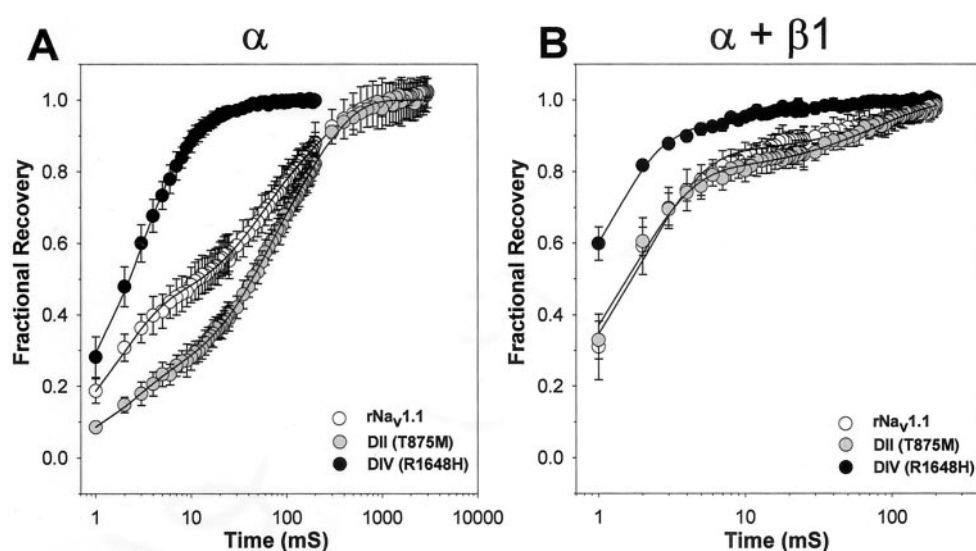 A
α
Fractional Recovery
1.0
0.8
0.6
0.4
0.2
0.0
rNav1.1
DII (T875M)
DIV (R1648H)
1 10 100 1000 10000
Time (mS)
B
α + β1
Fractional Recovery
1.0
0.8
0.6
0.4
0.2
0.0
rNav1.1
DII (T875M)
DIV (R1648H)
1 10 100
Time (mS)